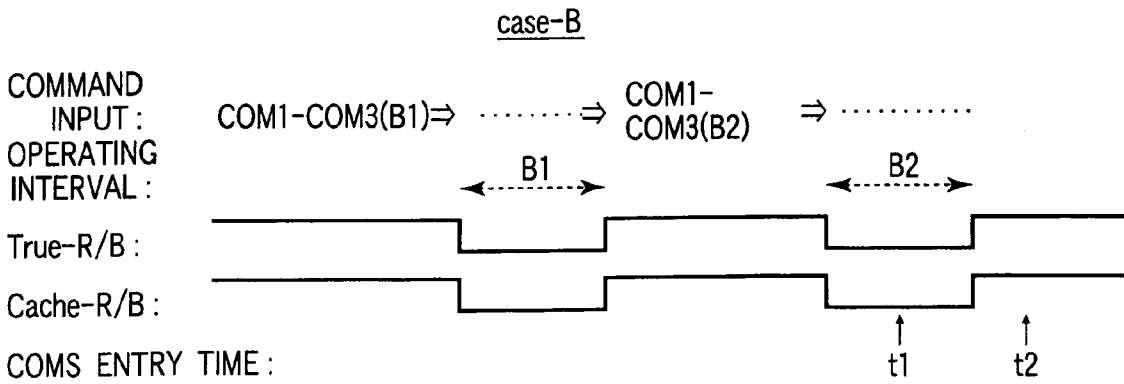 case-B
COMMAND
INPUT : COM1-COM3(B1)⇒ ········⇒ COM1-
COM3(B2) ⇒ ··········
OPERATING
INTERVAL : B1 B2
True-R/B :
Cache-R/B :
COMS ENTRY TIME : t1 t2